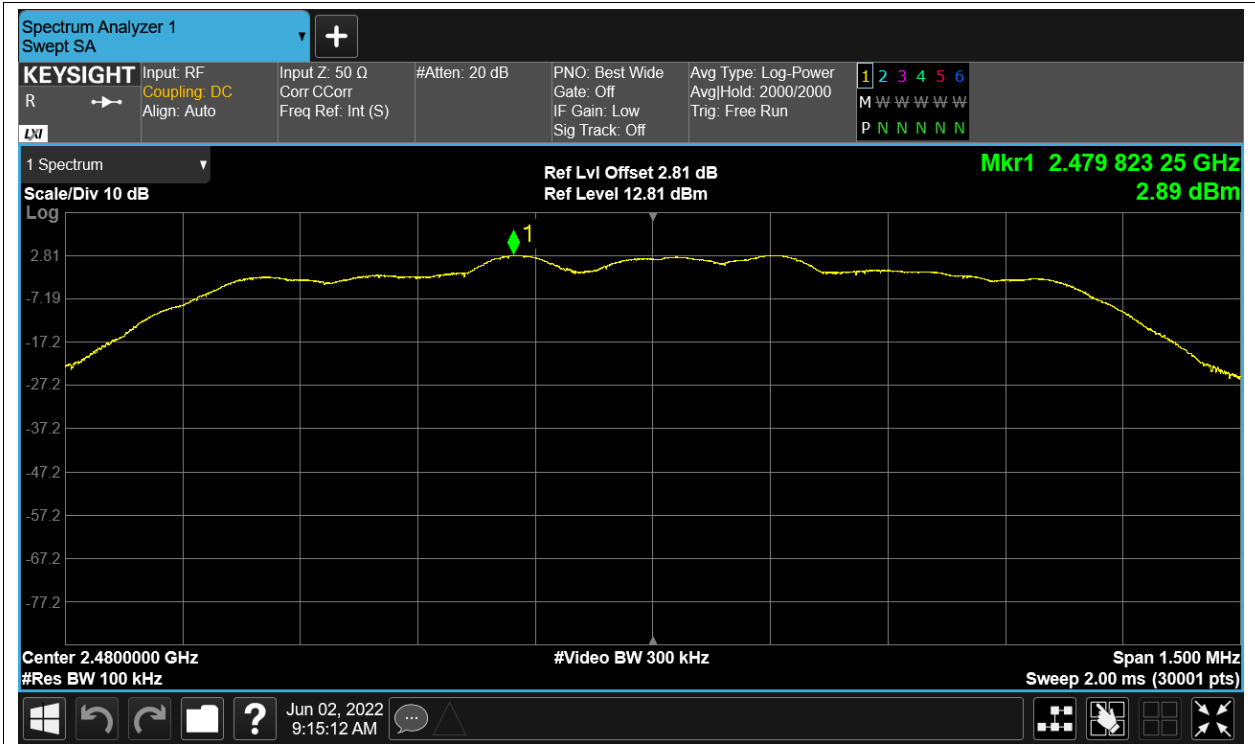 Spectrum Analyzer 1
Swept SA
KEYSIGHT
R
LXI
Input: RF
Coupling: DC
Align: Auto
Input Z: 50 Ω
Corr CCorr
Freq Ref: Int (S)
#Atten: 20 dB
PNO: Best Wide
Gate: Off
IF Gain: Low
Sig Track: Off
Avg Type: Log-Power
Avg|Hold: 2000/2000
Trig: Free Run
1 2 3 4 5 6
M W W W W W
P N N N N N
1 Spectrum
Scale/Div 10 dB
Log
Ref Lvl Offset 2.81 dB
Ref Level 12.81 dBm
Mkr1 2.479 823 25 GHz
2.89 dBm
1
2.81
-7.19
-17.2
-27.2
-37.2
-47.2
-57.2
-67.2
-77.2
Center 2.4800000 GHz
#Res BW 100 kHz
#Video BW 300 kHz
Span 1.500 MHz
Sweep 2.00 ms (30001 pts)
?
Jun 02, 2022
9:15:12 AM